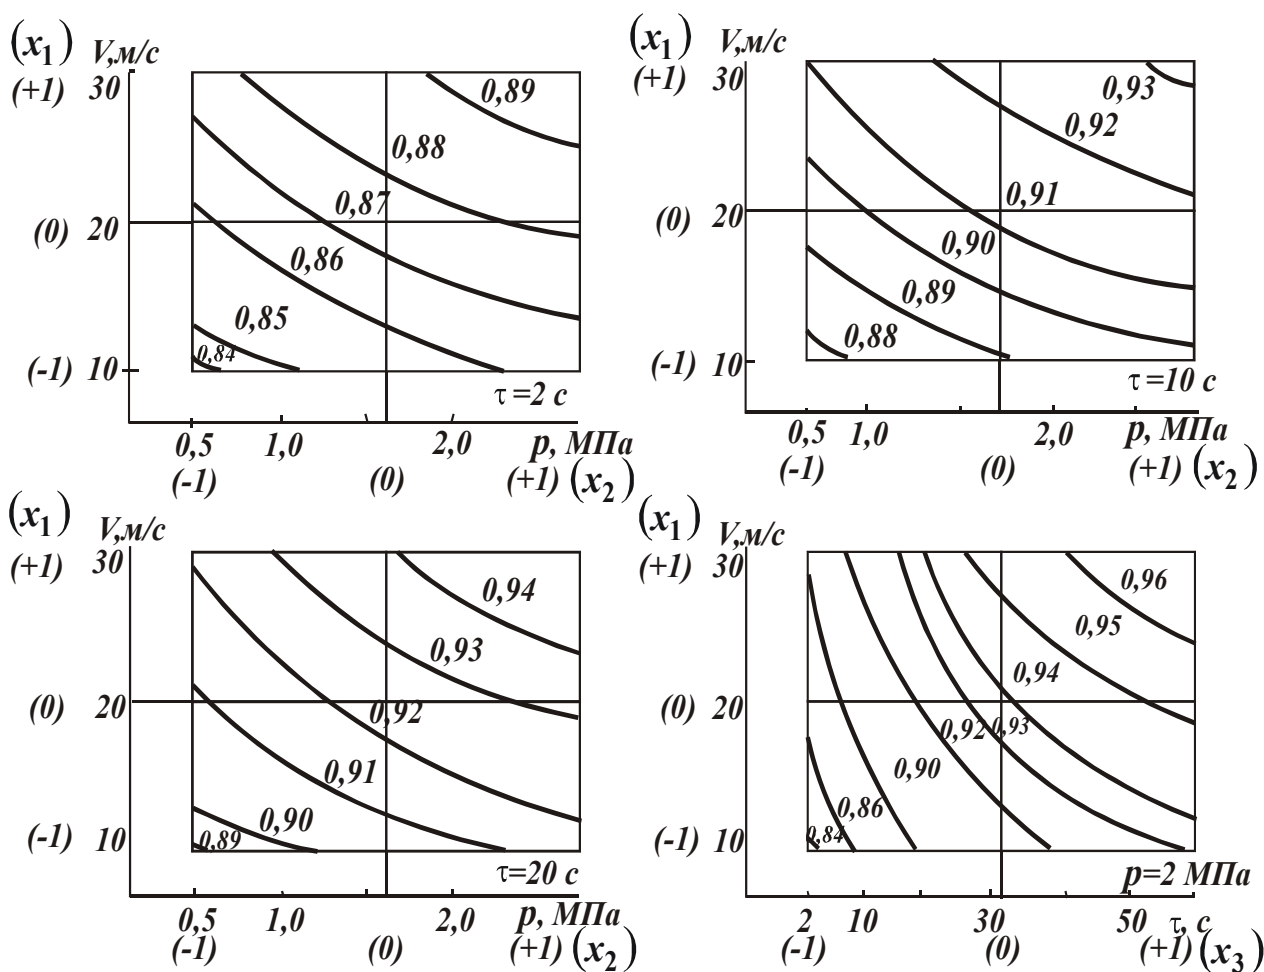 (x1) V,м/с
(+1) 30
0,89
0,88
0,87
(0) 20
0,86
0,85
0,84
(-1) 10
τ =2 с
0,5 1,0 2,0 p, МПа
(-1) (0) (+1) (x2)
(x1) V,м/с
(+1) 30
0,93
0,92
0,91
(0) 20
0,90
0,89
0,88
(-1) 10
τ =10 с
0,5 1,0 2,0 p, МПа
(-1) (0) (+1) (x2)
(x1) V,м/с
(+1) 30
0,94
0,93
(0) 20
0,92
0,91
0,90
0,89
(-1) 10
τ=20 с
0,5 1,0 2,0 p, МПа
(-1) (0) (+1) (x2)
(x1) V,м/с
(+1) 30
0,96
0,95
0,94
(0) 20
0,92 0,93
0,90
0,86
0,84
(-1) 10
p=2 МПа
2 10 30 50 τ, с
(-1) (0) (+1) (x3)